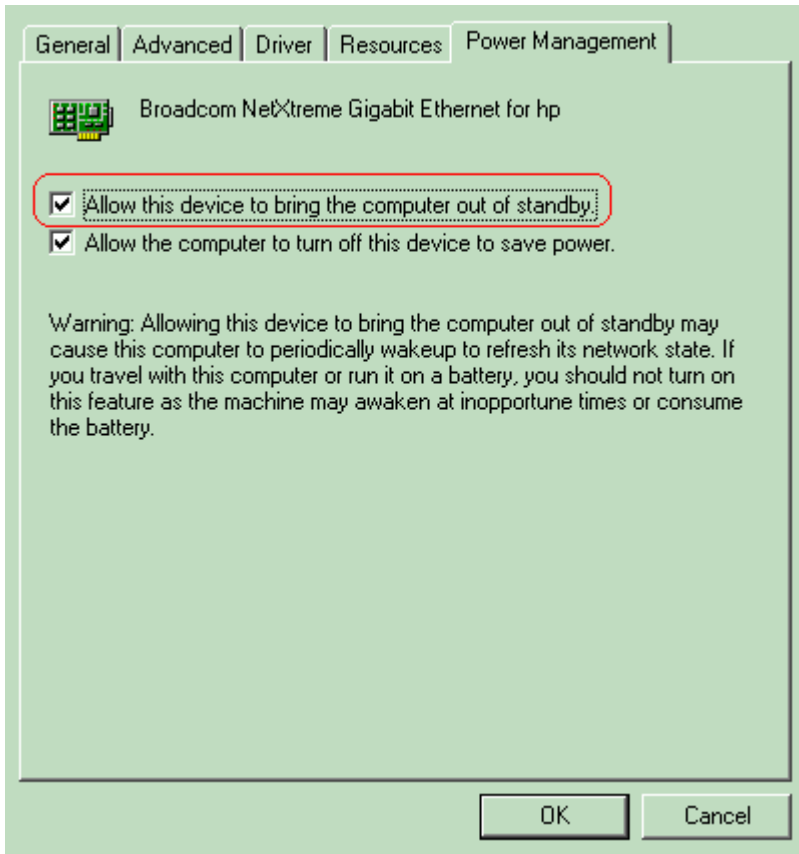 General Advanced Driver Resources Power Management
Broadcom NetXtreme Gigabit Ethernet for hp
Allow this device to bring the computer out of standby.
Allow the computer to turn off this device to save power.
Warning: Allowing this device to bring the computer out of standby may
cause this computer to periodically wakeup to refresh its network state. If
you travel with this computer or run it on a battery, you should not turn on
this feature as the machine may awaken at inopportune times or consume
the battery.
OK Cancel